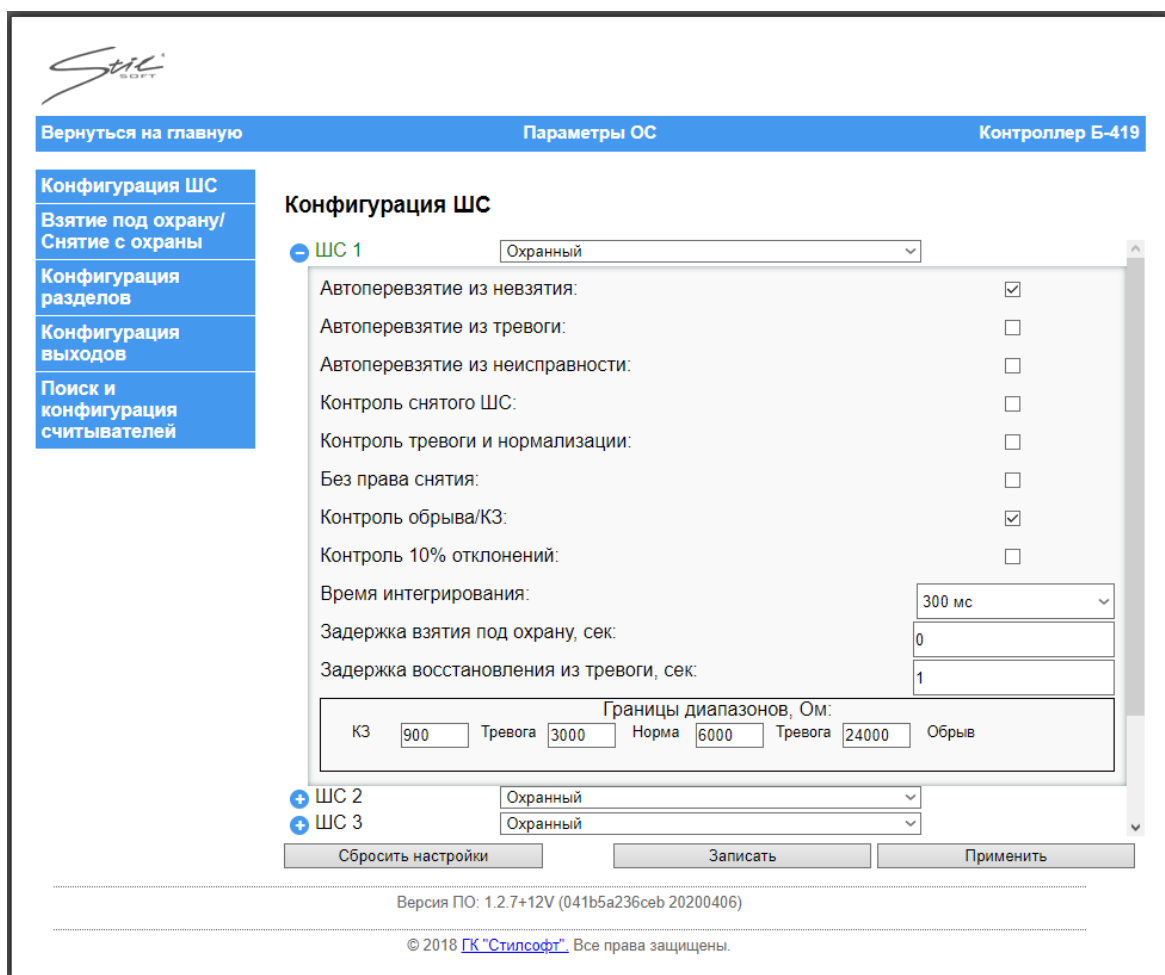 Stil
SOFT
Вернуться на главную Параметры ОС Контроллер Б-419
Конфигурация ШС
Взятие под охрану/
Снятие с охраны
Конфигурация
разделов
Конфигурация
выходов
Поиск и
конфигурация
считывателей
Конфигурация ШС
ШС 1 Охранный
Автоперевзятие из невзятия:
Автоперевзятие из тревоги:
Автоперевзятие из неисправности:
Контроль снятого ШС:
Контроль тревоги и нормализации:
Без права снятия:
Контроль обрыва/КЗ:
Контроль 10% отклонений:
Время интегрирования: 300 мс
Задержка взятия под охрану, сек: 0
Задержка восстановления из тревоги, сек: 1
Границы диапазонов, Ом:
КЗ 900 Тревога 3000 Норма 6000 Тревога 24000 Обрыв
ШС 2 Охранный
ШС 3 Охранный
Сбросить настройки Записать Применить
Версия ПО: 1.2.7+12V (041b5a236ceb 20200406)
© 2018 ГК "Стилсофт". Все права защищены.